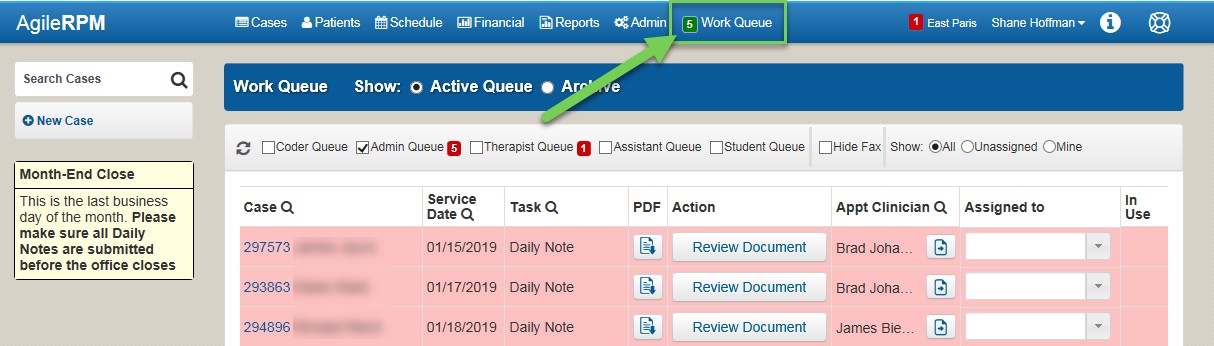 AgileRPM Cases Patients Schedule Financial Reports Admin 5 Work Queue 1 East Paris Shane Hoffman
Search Cases
New Case
Month-End Close
This is the last business
day of the month. Please
make sure all Daily
Notes are submitted
before the office closes
Work Queue Show: Active Queue Archive
Coder Queue Admin Queue 5 Therapist Queue 1 Assistant Queue Student Queue Hide Fax Show: All Unassigned Mine
Case Service Date Task PDF Action Appt Clinician Assigned to In Use
297573 01/15/2019 Daily Note Review Document Brad Joha...
293863 01/17/2019 Daily Note Review Document Brad Joha...
294896 01/18/2019 Daily Note Review Document James Bie...